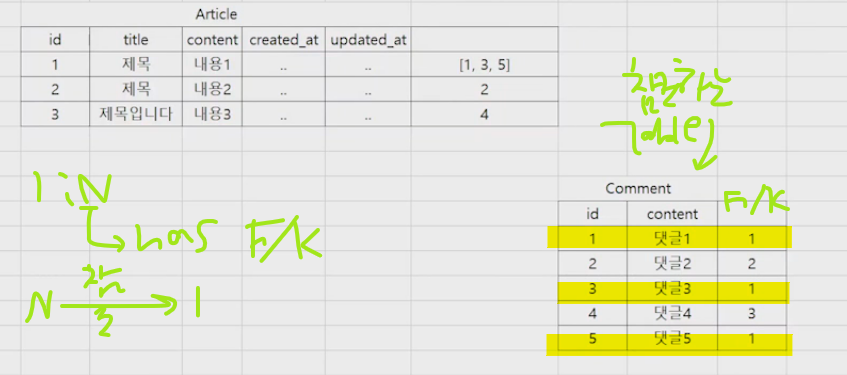 Article
id title content created_at updated_at
1 제목 내용1 .. .. [1, 3, 5]
2 제목 내용2 .. .. 2
3 제목입니다 내용3 .. .. 4
참조하는
1 : N
has F/K
N 참조 1
Comment
F/K
id content
1 댓글1 1
2 댓글2 2
3 댓글3 1
4 댓글4 3
5 댓글5 1